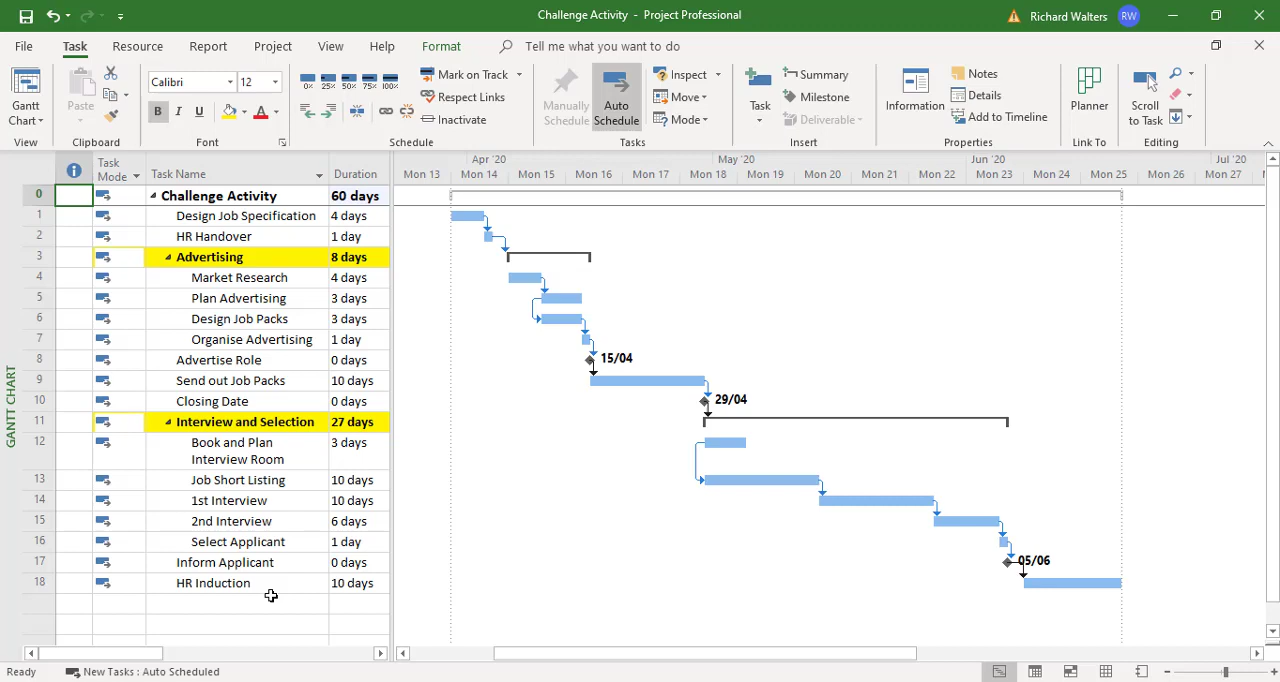 Challenge Activity - Project Professional
Richard Walters RW
File Task Resource Report Project View Help Format Tell me what you want to do
Gantt Chart
View
Paste
Clipboard
Calibri 12
B I U A
Font
0% 25% 50% 75% 100%
Mark on Track
Respect Links
Inactivate
Schedule
Manually Schedule
Auto Schedule
Inspect
Move
Mode
Tasks
Task
Summary
Milestone
Deliverable
Insert
Information
Notes
Details
Add to Timeline
Properties
Planner
Link To
Scroll to Task
Editing
Task Mode Task Name Duration
Apr '20 May '20 Jun '20 Jul '20
Mon 13 Mon 14 Mon 15 Mon 16 Mon 17 Mon 18 Mon 19 Mon 20 Mon 21 Mon 22 Mon 23 Mon 24 Mon 25 Mon 26 Mon 27
GANTT CHART
0 Challenge Activity 60 days
1 Design Job Specification 4 days
2 HR Handover 1 day
3 Advertising 8 days
4 Market Research 4 days
5 Plan Advertising 3 days
6 Design Job Packs 3 days
7 Organise Advertising 1 day
8 Advertise Role 0 days 15/04
9 Send out Job Packs 10 days
10 Closing Date 0 days 29/04
11 Interview and Selection 27 days
12 Book and Plan 3 days
Interview Room
13 Job Short Listing 10 days
14 1st Interview 10 days
15 2nd Interview 6 days
16 Select Applicant 1 day
17 Inform Applicant 0 days 05/06
18 HR Induction 10 days
Ready New Tasks : Auto Scheduled